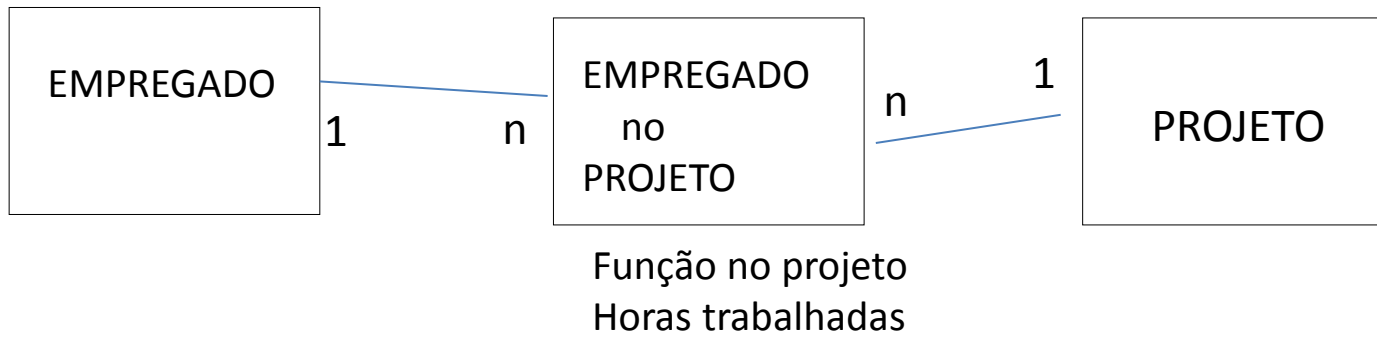 EMPREGADO
1
n
EMPREGADO
no
PROJETO
n
1
PROJETO
Função no projeto
Horas trabalhadas